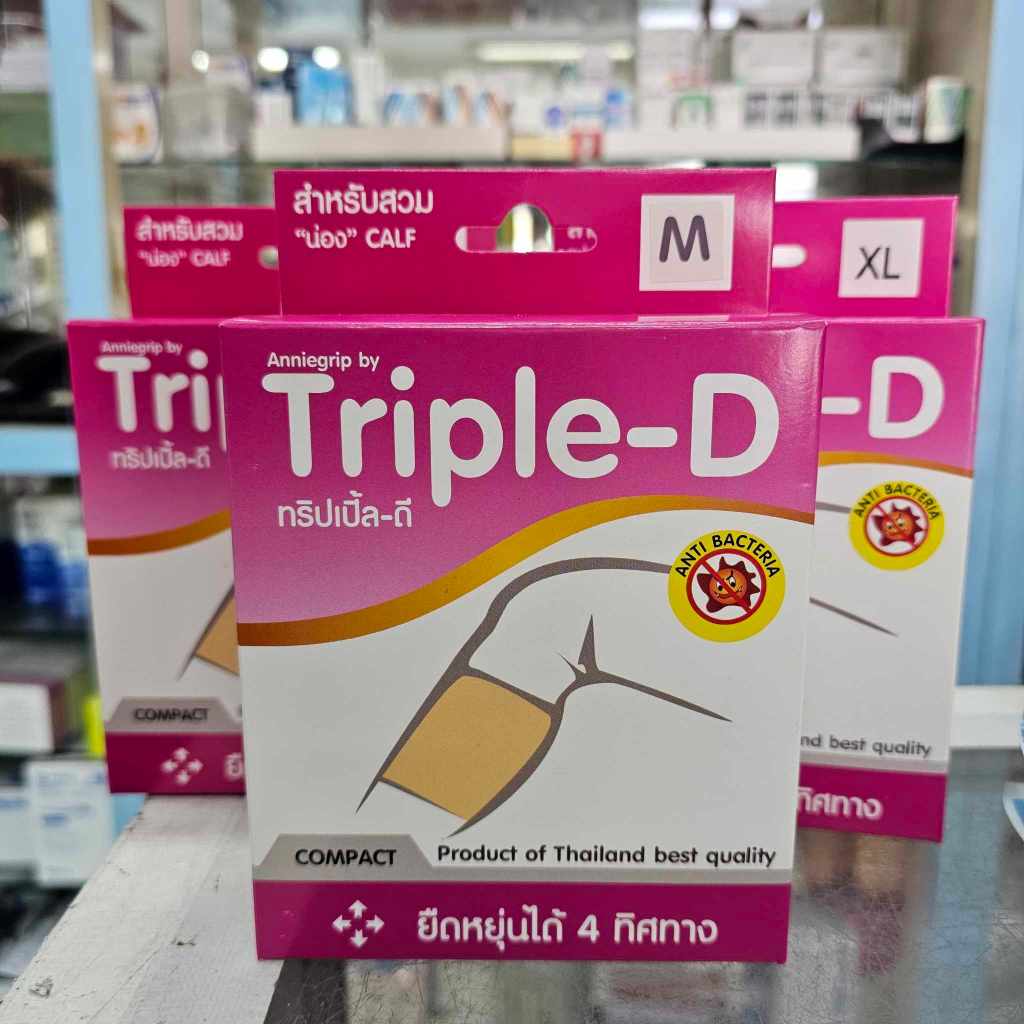 สำหรับสวม
"น่อง" CALF
M
Anniegrip by
Triple-D
ทริปเปิ้ล-ดี
ANTI BACTERIA
COMPACT
Product of Thailand best quality
ยืดหยุ่นได้ 4 ทิศทาง
สำหรับสวม
"น่อง" CALF
Anniegrip by
Tri
ทริปเปิ้ล-ดี
COMPACT
XL
-D
ANTI BACTERIA
nd best quality
ทิศทาง